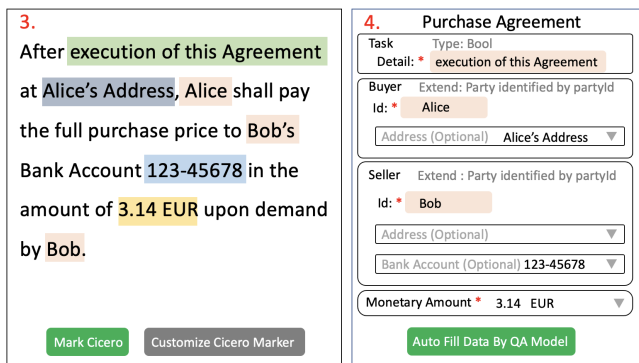 3.
After execution of this Agreement
at Alice's Address, Alice shall pay
the full purchase price to Bob's
Bank Account 123-45678 in the
amount of 3.14 EUR upon demand
by Bob.
Mark Cicero
Customize Cicero Marker
4.
Purchase Agreement
Task Type: Bool
Detail: * execution of this Agreement
Buyer Extend: Party identified by partyId
Id: * Alice
Address (Optional) Alice's Address
Seller Extend : Party identified by partyId
Id: * Bob
Address (Optional)
Bank Account (Optional) 123-45678
Monetary Amount * 3.14 EUR
Auto Fill Data By QA Model